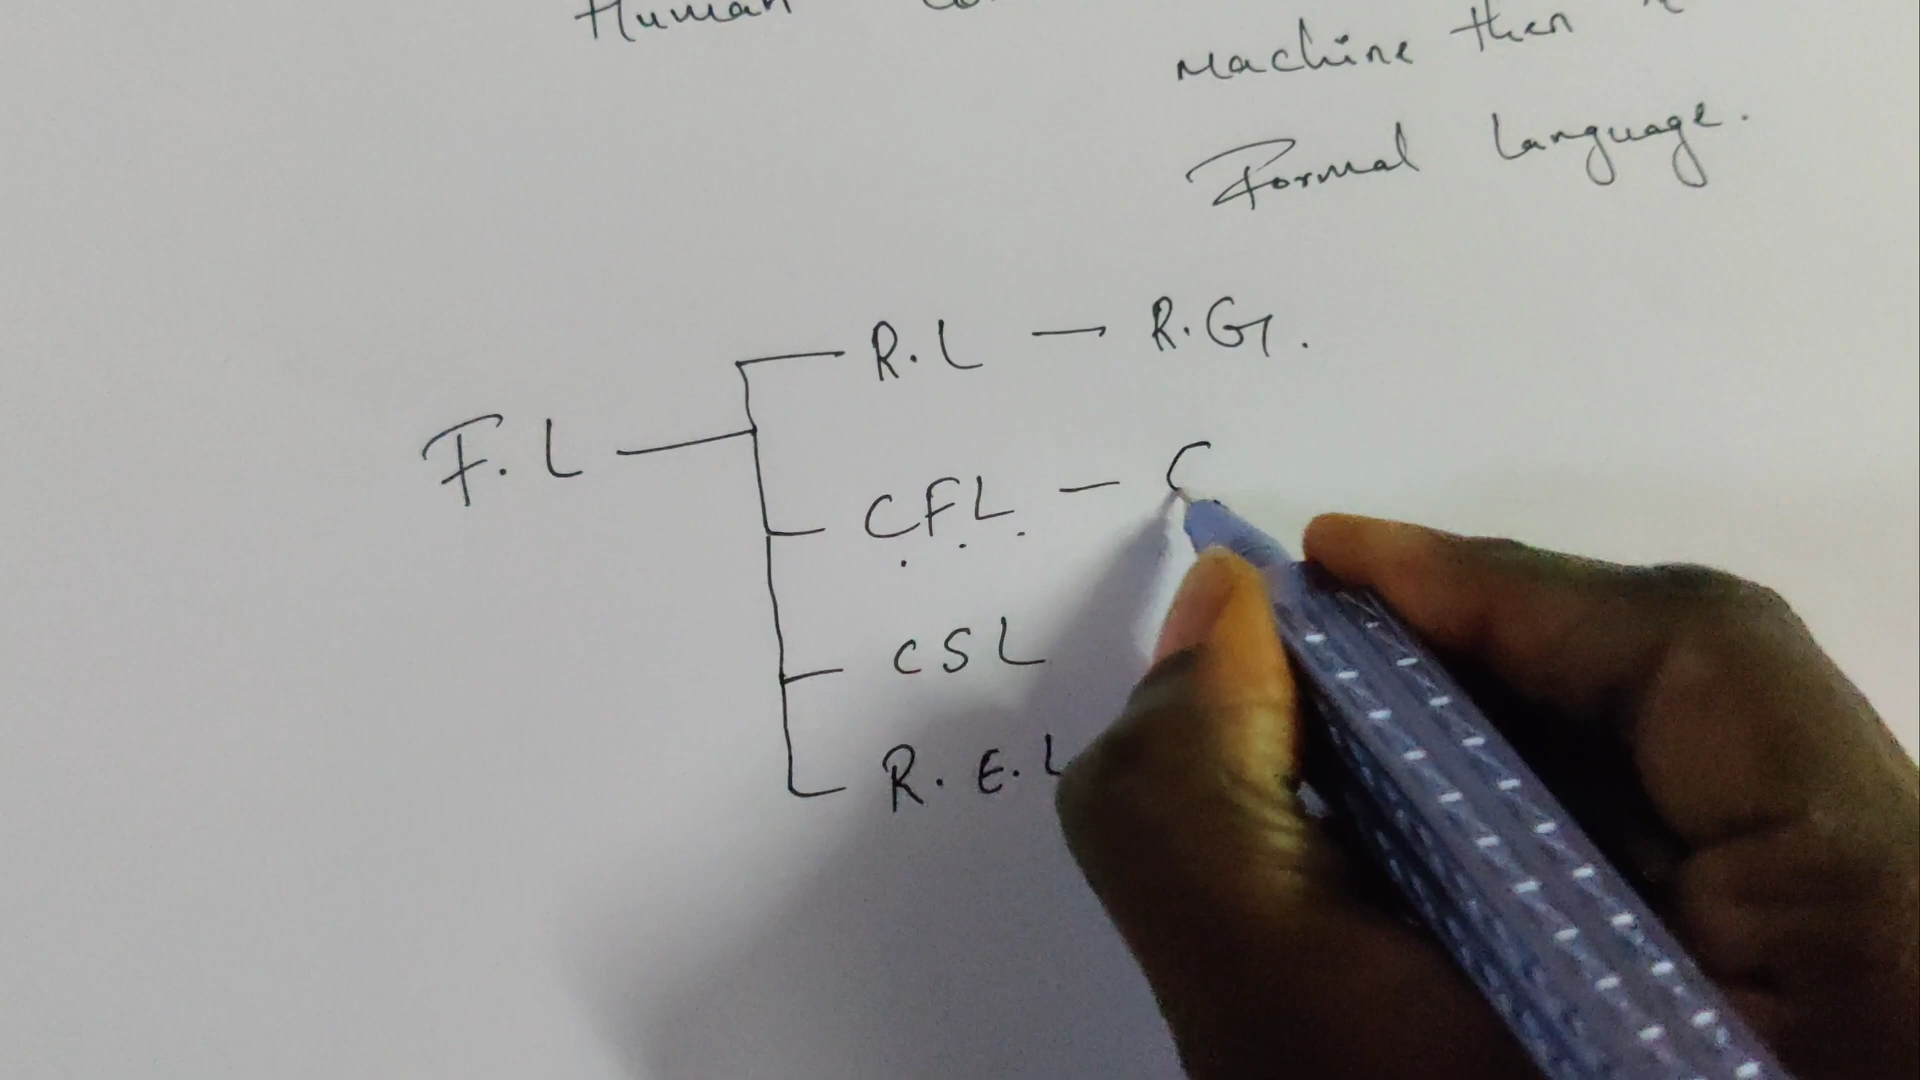 Human
machine then
Formal language.
R.L — R.G.
F.L
CFL — C
CSL
R.E.L